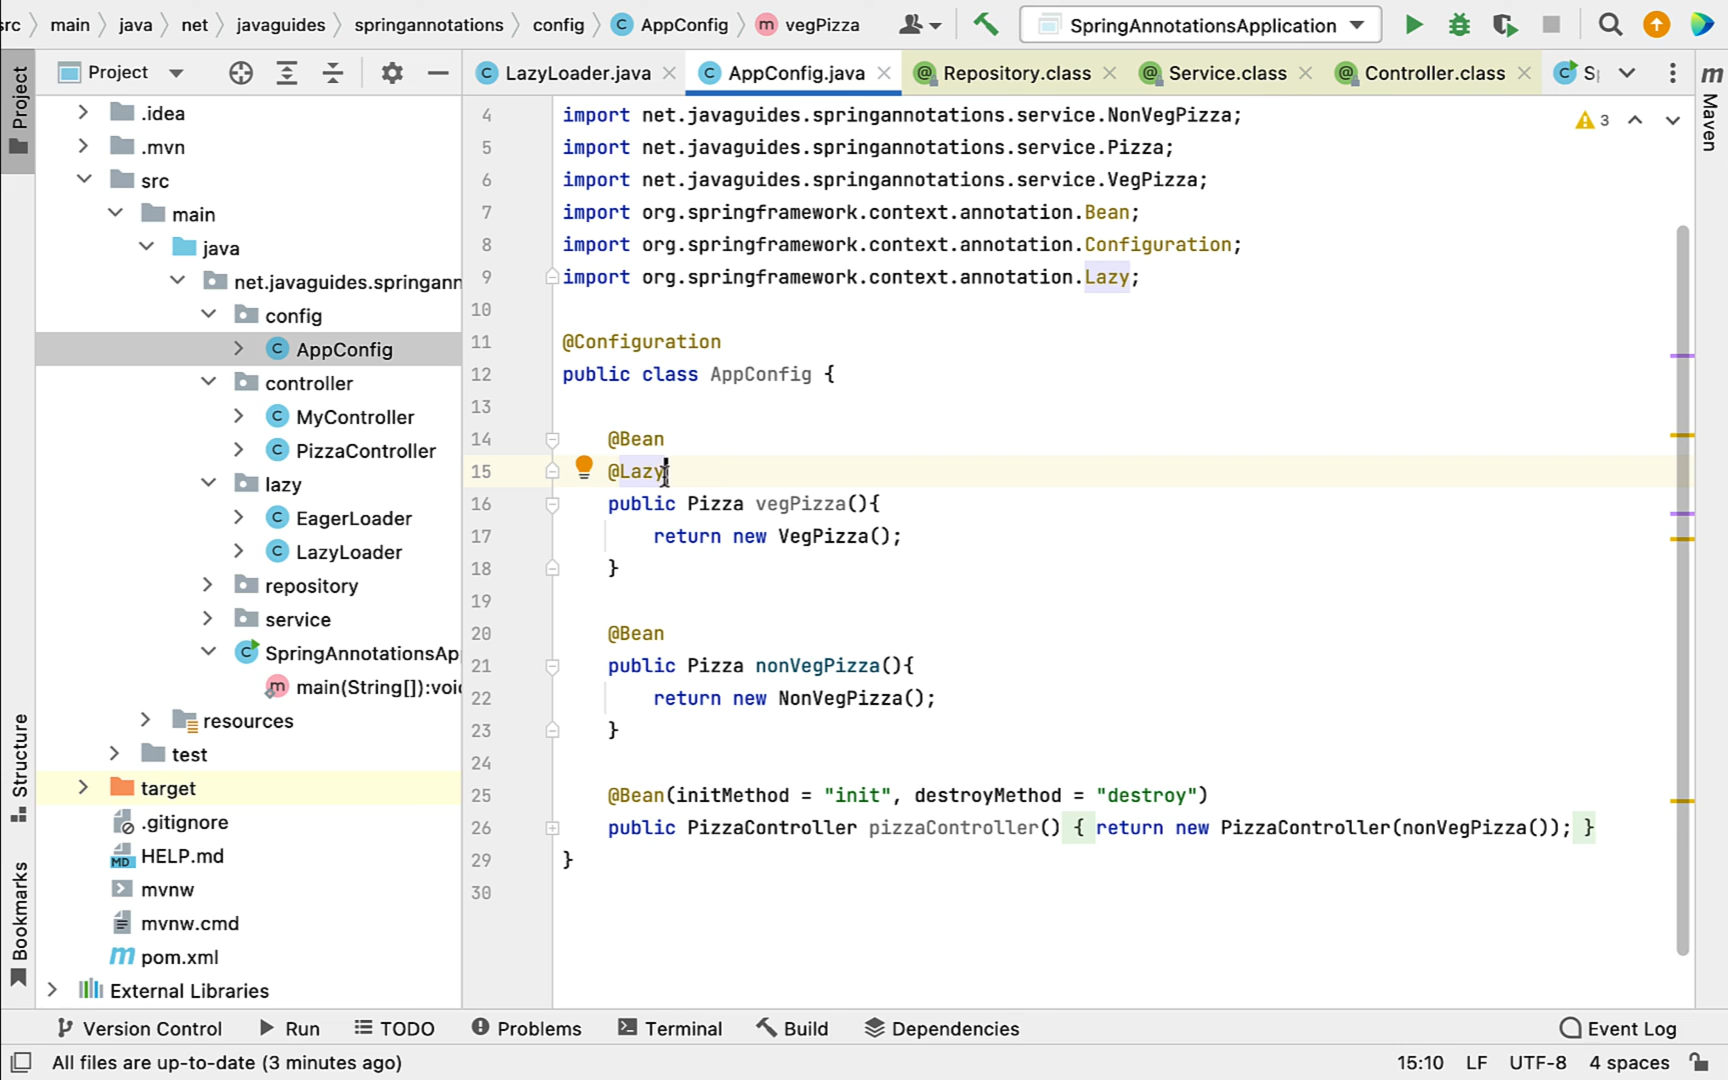 src main java net javaguides springannotations config AppConfig vegPizza SpringAnnotationsApplication
Project LazyLoader.java AppConfig.java Repository.class Service.class Controller.class
Project
Maven
Structure
Bookmarks
.idea
.mvn
src
main
java
net.javaguides.springann
config
AppConfig
controller
MyController
PizzaController
lazy
EagerLoader
LazyLoader
repository
service
SpringAnnotationsAp
main(String[]):void
resources
test
target
.gitignore
HELP.md
mvnw
mvnw.cmd
pom.xml
External Libraries
3
4 import net.javaguides.springannotations.service.NonVegPizza;
5 import net.javaguides.springannotations.service.Pizza;
6 import net.javaguides.springannotations.service.VegPizza;
7 import org.springframework.context.annotation.Bean;
8 import org.springframework.context.annotation.Configuration;
9 import org.springframework.context.annotation.Lazy;
10
11 @Configuration
12 public class AppConfig {
13
14 @Bean
15 @Lazy
16 public Pizza vegPizza(){
17 return new VegPizza();
18 }
19
20 @Bean
21 public Pizza nonVegPizza(){
22 return new NonVegPizza();
23 }
24
25 @Bean(initMethod = "init", destroyMethod = "destroy")
26 public PizzaController pizzaController() { return new PizzaController(nonVegPizza()); }
29 }
30
Version Control Run TODO Problems Terminal Build Dependencies Event Log
All files are up-to-date (3 minutes ago) 15:10 LF UTF-8 4 spaces